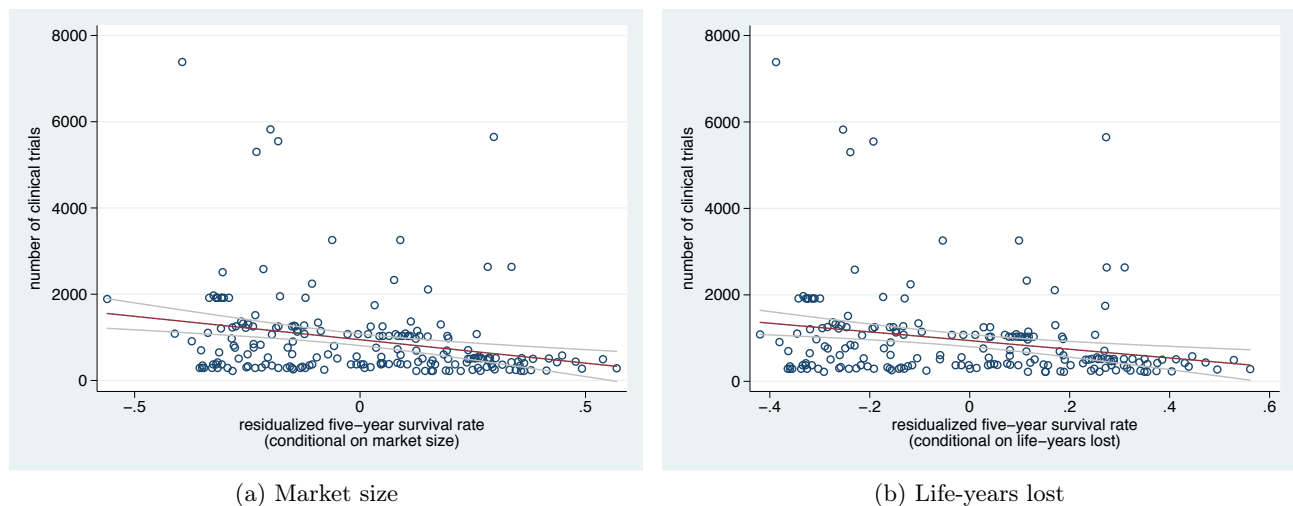 8000
6000
4000
2000
0
number of clinical trials
−.5
0
.5
residualized five−year survival rate
(conditional on market size)
(a) Market size
8000
6000
4000
2000
0
number of clinical trials
−.4
−.2
0
.2
.4
.6
residualized five−year survival rate
(conditional on life−years lost)
(b) Life-years lost